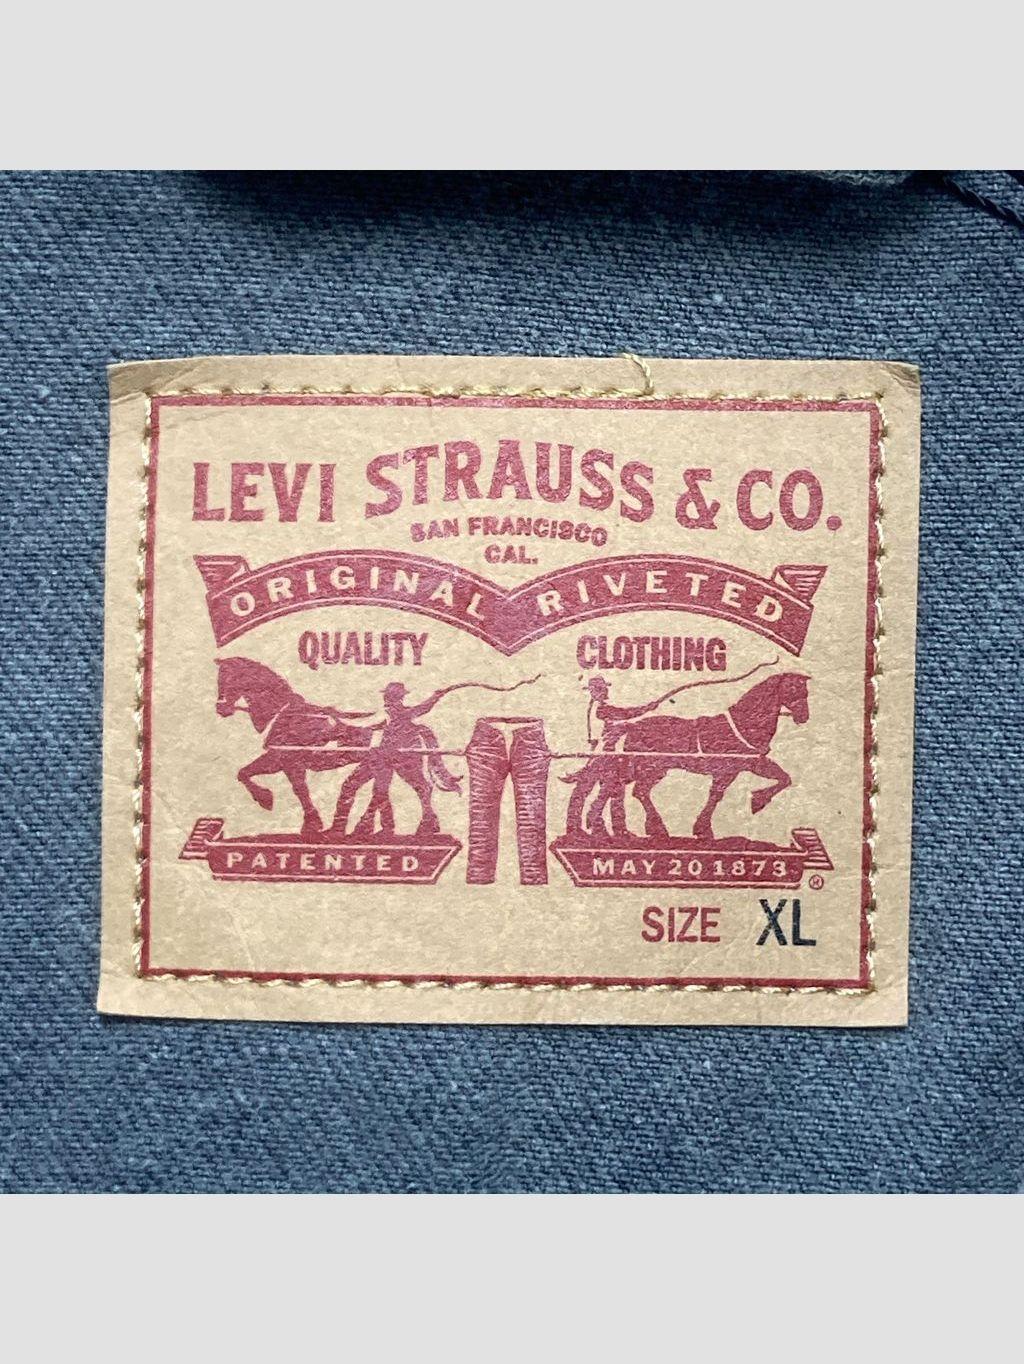 LEVI STRAUSS & CO.
SAN FRANCISCO
CAL.
ORIGINAL RIVETED
QUALITY CLOTHING
PATENTED MAY 20 1873 ®
SIZE XL